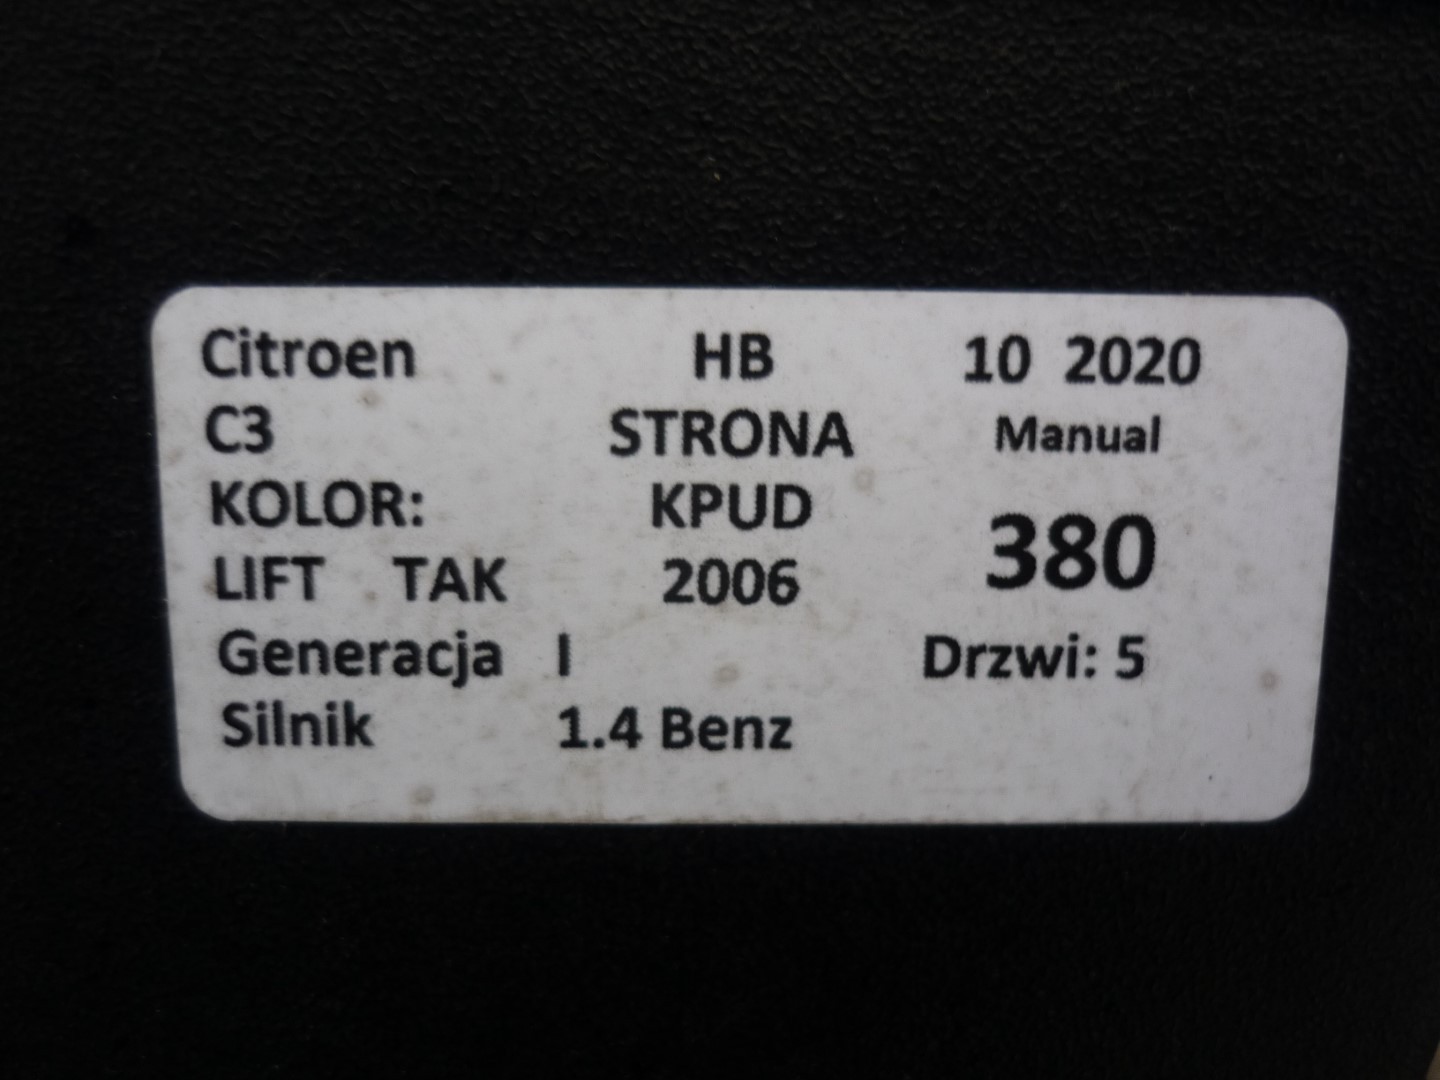 Citroen HB 10 2020
C3 STRONA Manual
KOLOR: KPUD 380
LIFT TAK 2006
Generacja I Drzwi: 5
Silnik 1.4 Benz